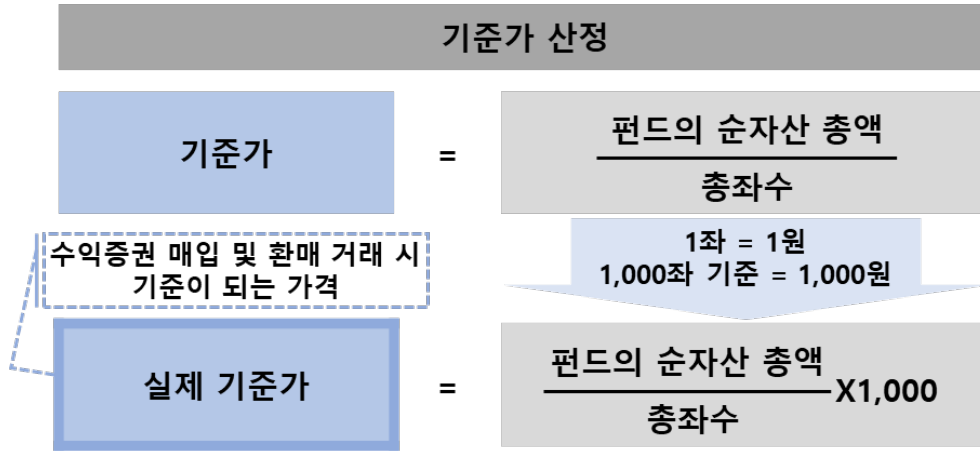 기준가 산정
기준가
=
펀드의 순자산 총액
총좌수
수익증권 매입 및 환매 거래 시
기준이 되는 가격
1좌 = 1원
1,000좌 기준 = 1,000원
실제 기준가
=
펀드의 순자산 총액
총좌수
X1,000